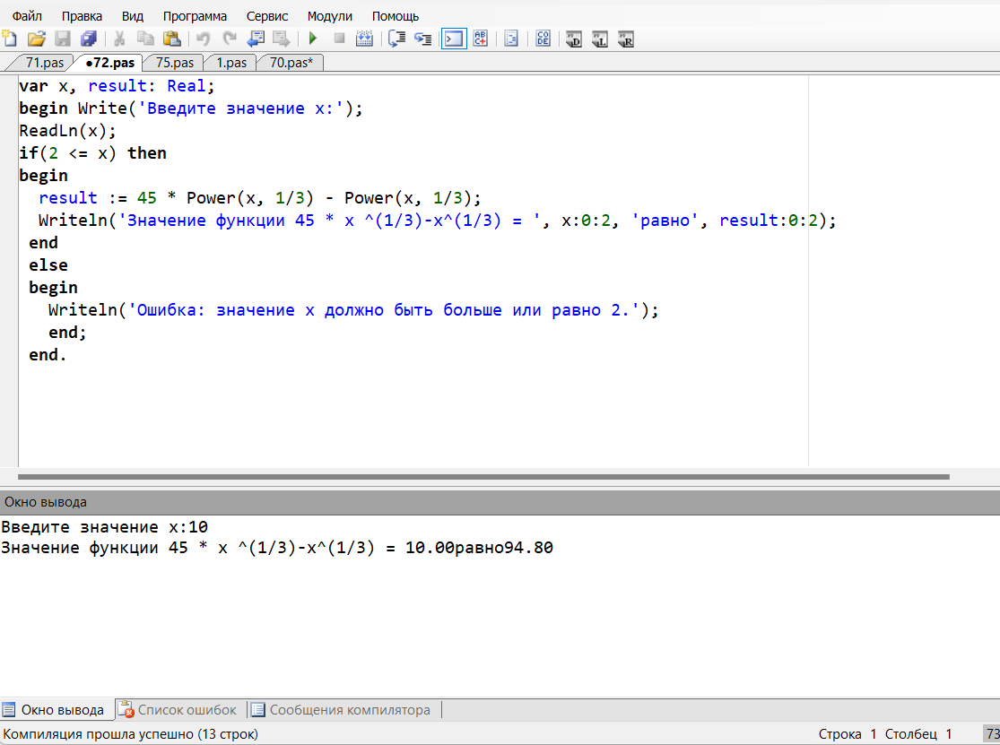 Файл Правка Вид Программа Сервис Модули Помощь
71.pas •72.pas 75.pas 1.pas 70.pas*
var x, result: Real;
begin Write('Введите значение x:');
ReadLn(x);
if(2 <= x) then
begin
  result := 45 * Power(x, 1/3) - Power(x, 1/3);
  Writeln('Значение функции 45 * x ^(1/3)-x^(1/3) = ', x:0:2, 'равно', result:0:2);
 end
 else
 begin
   Writeln('Ошибка: значение x должно быть больше или равно 2.');
   end;
 end.
Окно вывода
Введите значение x:10
Значение функции 45 * x ^(1/3)-x^(1/3) = 10.00равно94.80
Окно вывода Список ошибок Сообщения компилятора
Компиляция прошла успешно (13 строк) Строка 1 Столбец 1 73